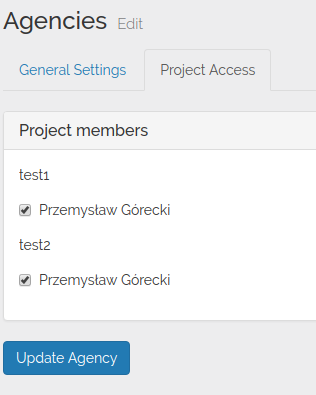 Agencies Edit
General Settings Project Access
Project members
test1
Przemysław Górecki
test2
Przemysław Górecki
Update Agency